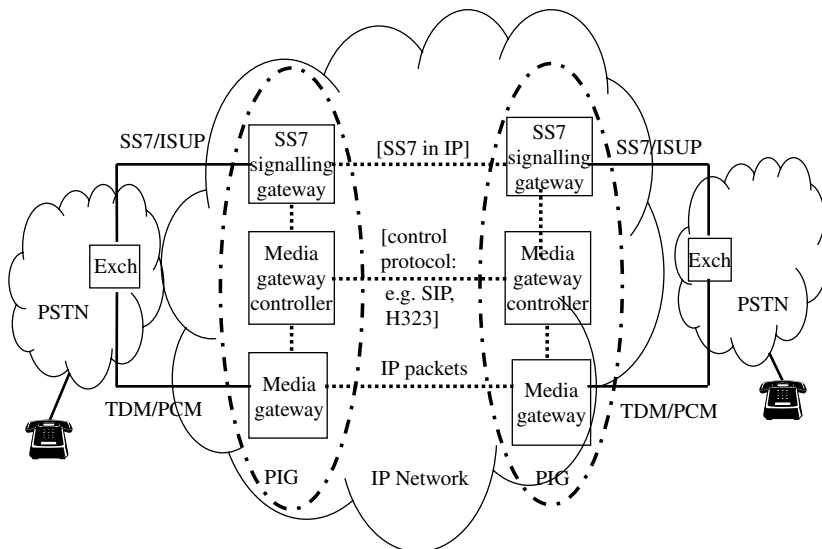 SS7/ISUP
SS7
signalling
gateway
[SS7 in IP]
SS7
signalling
gateway
SS7/ISUP
Exch
PSTN
Media
gateway
controller
[control
protocol:
e.g. SIP,
H323]
Media
gateway
controller
Exch
PSTN
TDM/PCM
Media
gateway
IP packets
Media
gateway
TDM/PCM
PIG
IP Network
PIG